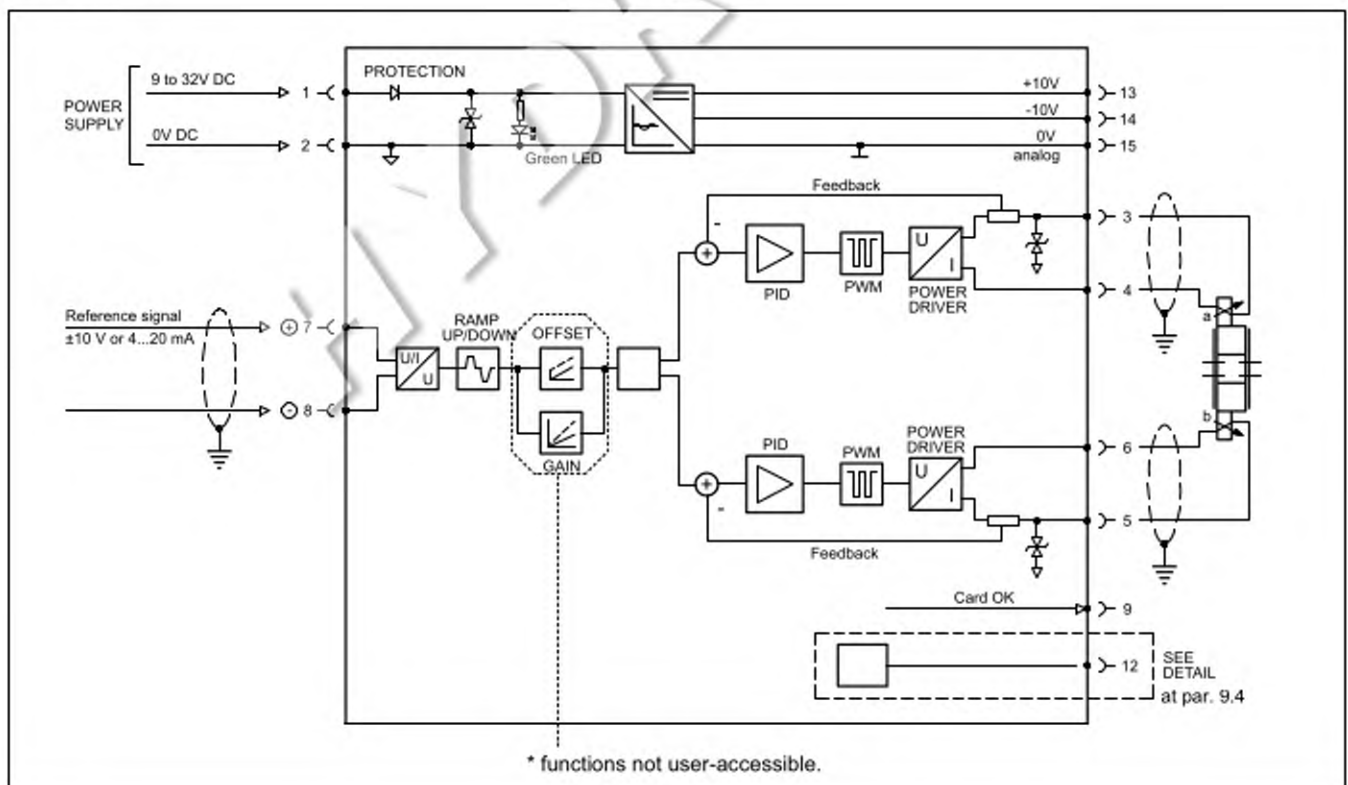 PROTECTION
9 to 32V DC
1
POWER
SUPPLY
0V DC
2
Green LED
+10V
13
-10V
14
0V
15
analog
Feedback
-
3
+
PID
PWM
U
I
POWER
DRIVER
4
a
Reference signal
±10 V or 4...20 mA
+ 7
RAMP
UP/DOWN
OFFSET
U/I
U
- 8
GAIN
b
POWER
DRIVER
PID
PWM
U
I
6
+
-
5
Feedback
Card OK
9
12
SEE
DETAIL
at par. 9.4
* functions not user-accessible.